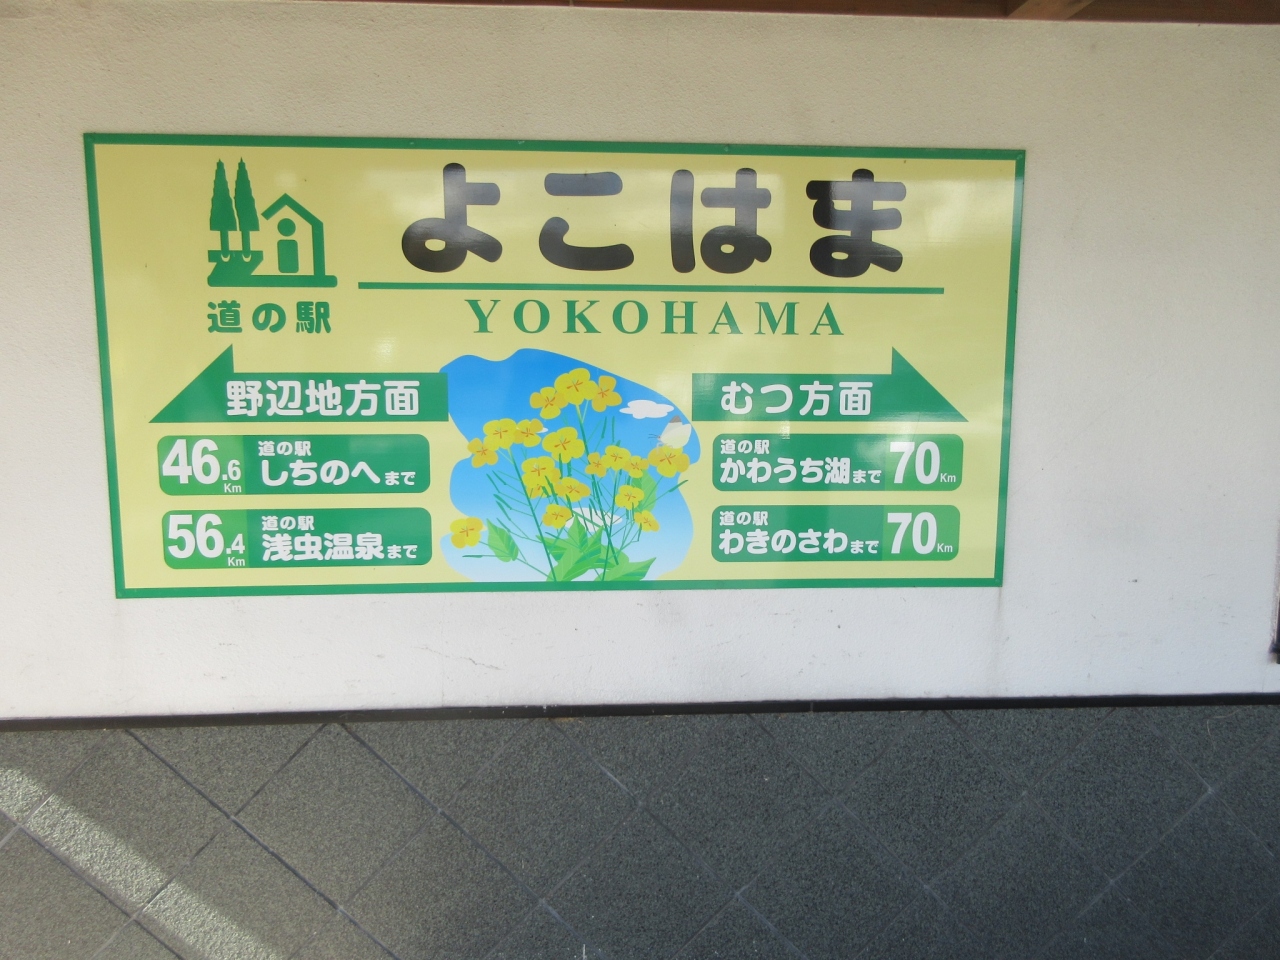 よこはま
道の駅
YOKOHAMA
野辺地方面
46.6Km 道の駅
しちのへまで
56.4Km 道の駅
浅虫温泉まで
むつ方面
道の駅
かわうち湖まで 70Km
道の駅
わきのさわまで 70Km